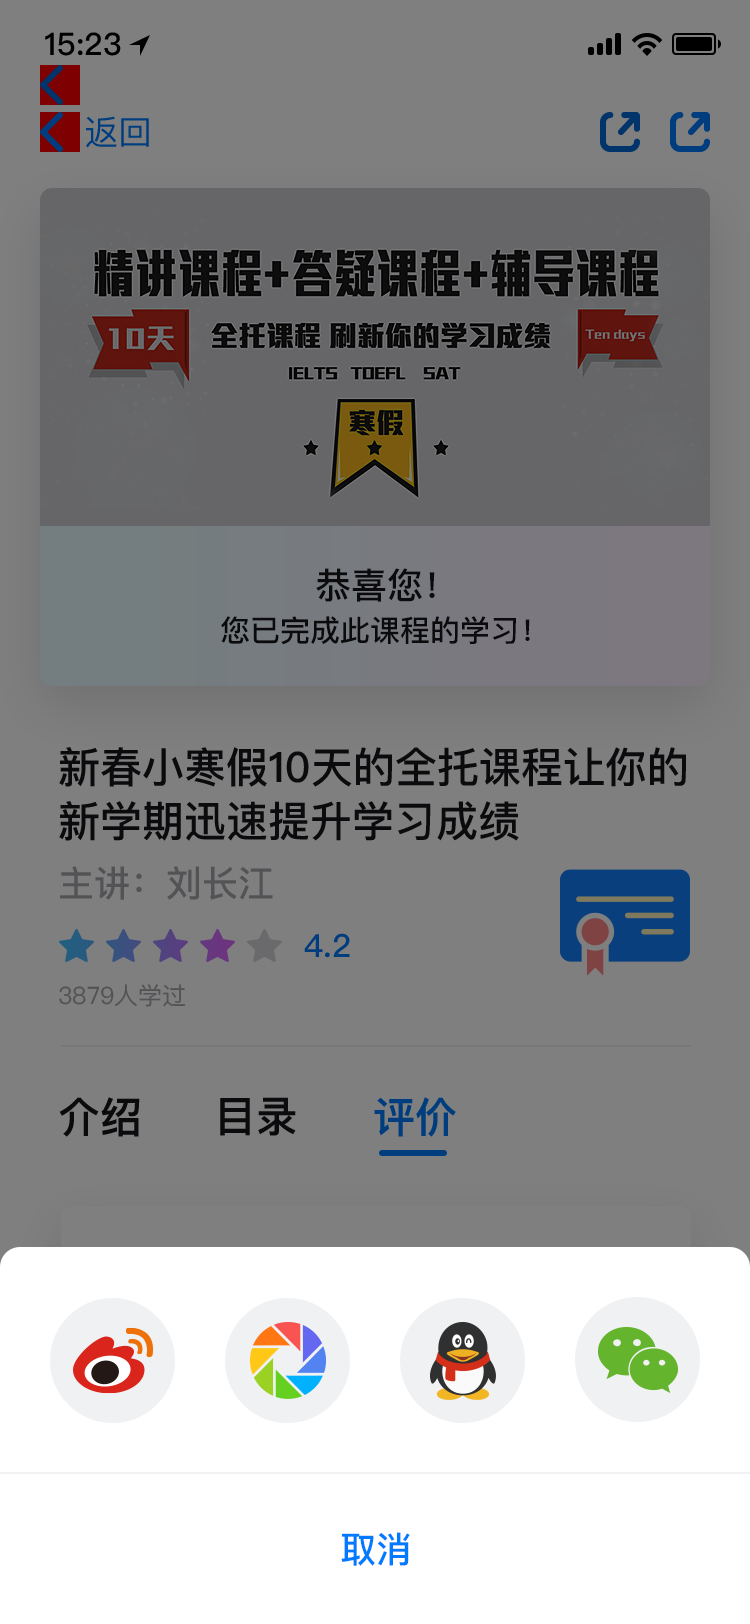 15:23
返回
精讲课程+答疑课程+辅导课程
10天
全托课程 刷新你的学习成绩
Ten days
IELTS TOEFL SAT
寒假
恭喜您！
您已完成此课程的学习！
新春小寒假10天的全托课程让你的
新学期迅速提升学习成绩
主讲：刘长江
4.2
3879人学过
介绍 目录 评价
取消